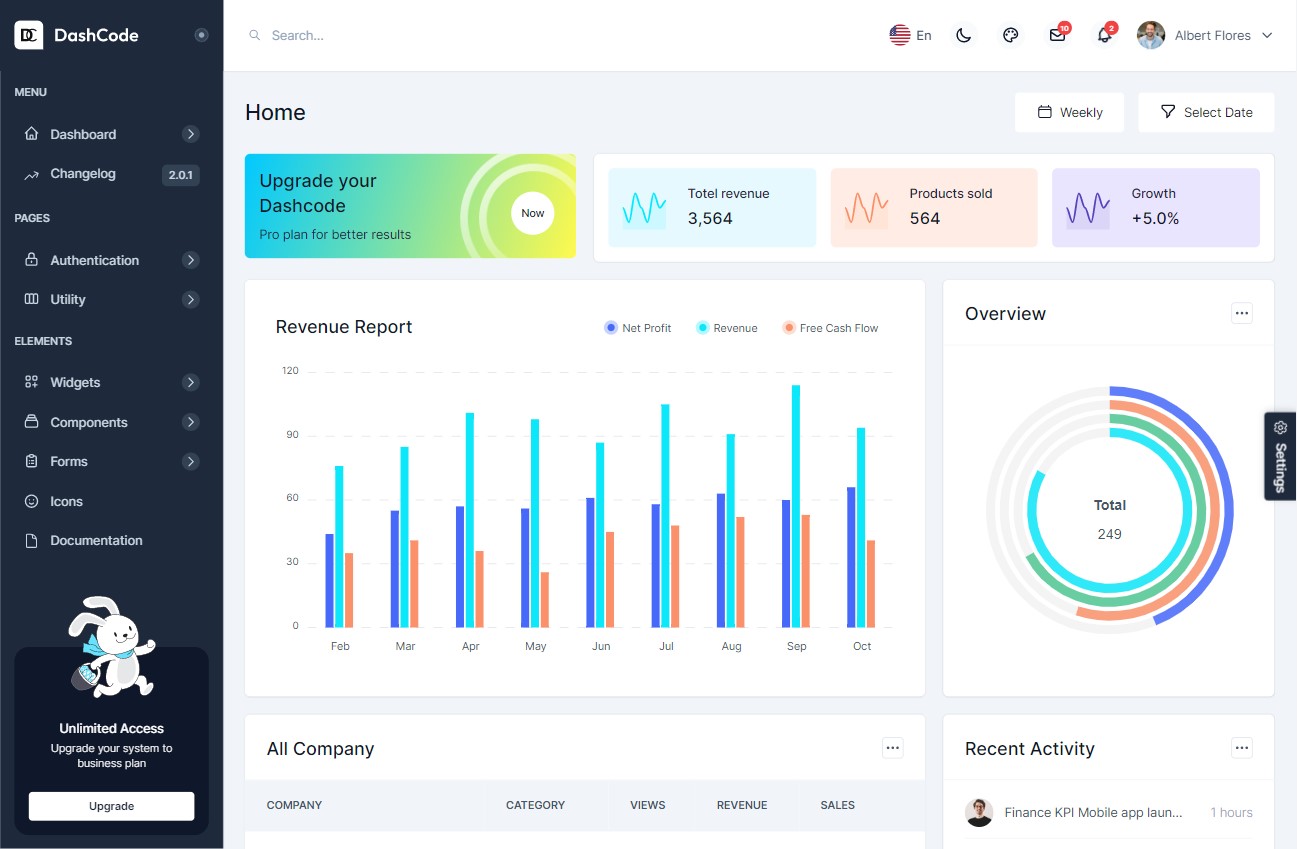 DC DashCode
Search...
En
10
2
Albert Flores
MENU
Dashboard
Changelog
2.0.1
PAGES
Authentication
Utility
ELEMENTS
Widgets
Components
Forms
Icons
Documentation
Unlimited Access
Upgrade your system to
business plan
Upgrade
Home
Weekly
Select Date
Upgrade your
Dashcode
Pro plan for better results
Now
Totel revenue
3,564
Products sold
564
Growth
+5.0%
Revenue Report
Net Profit
Revenue
Free Cash Flow
120
90
60
30
0
Feb Mar Apr May Jun Jul Aug Sep Oct
Overview
Total
249
Settings
All Company
COMPANY CATEGORY VIEWS REVENUE SALES
Recent Activity
Finance KPI Mobile app laun...
1 hours